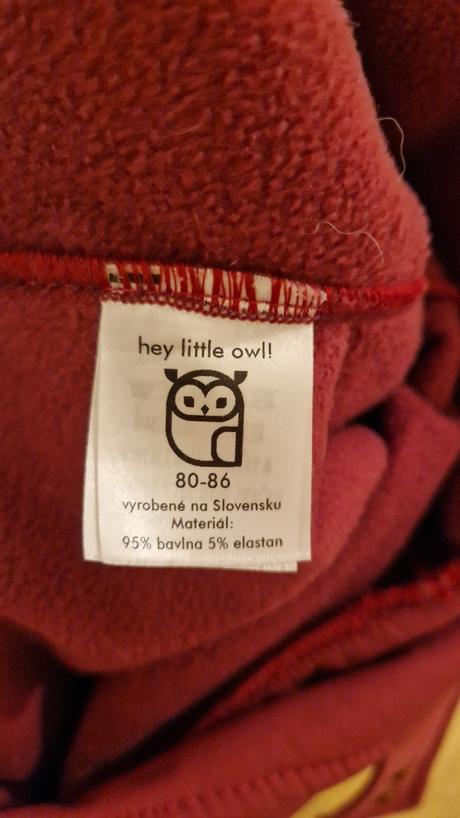 hey little owl!
80-86
vyrobené na Slovensku
Materiál:
95% bavlna 5% elastan